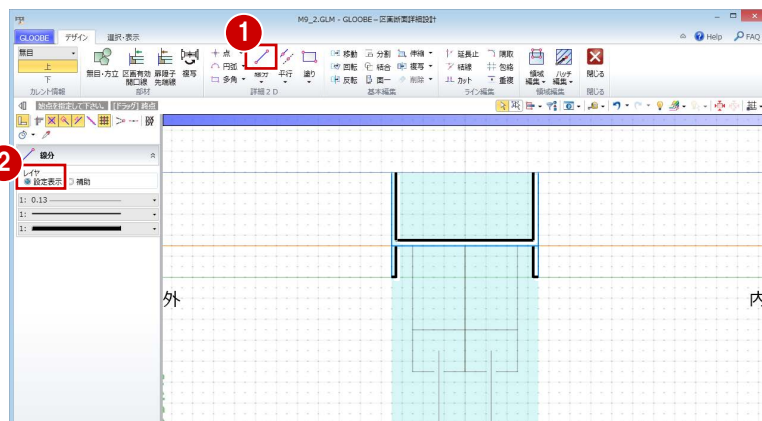 M9_2.GLM - GLOOBE - 区画断面詳細設計
GLOOBE デザイン 選択・表示
Help FAQ
1
無目
上
下
カレント情報
無目・方立 区画有効開口線 扉障子先端線 複写
部材
点
円弧
多角
線分 平行 塗り
詳細2D
移動 分割 伸縮
回転 結合 複写
反転 面一 削除
基本編集
延長止 隅取
結線 包絡
カット 重複
ライン編集
領域編集 ハッチ編集
領域編集
閉じる
閉じる
始点を指定して下さい。 [ドラッグ] 終点
2
線分
レイヤ
設定表示 補助
1: 0.13
1:
1:
外
内